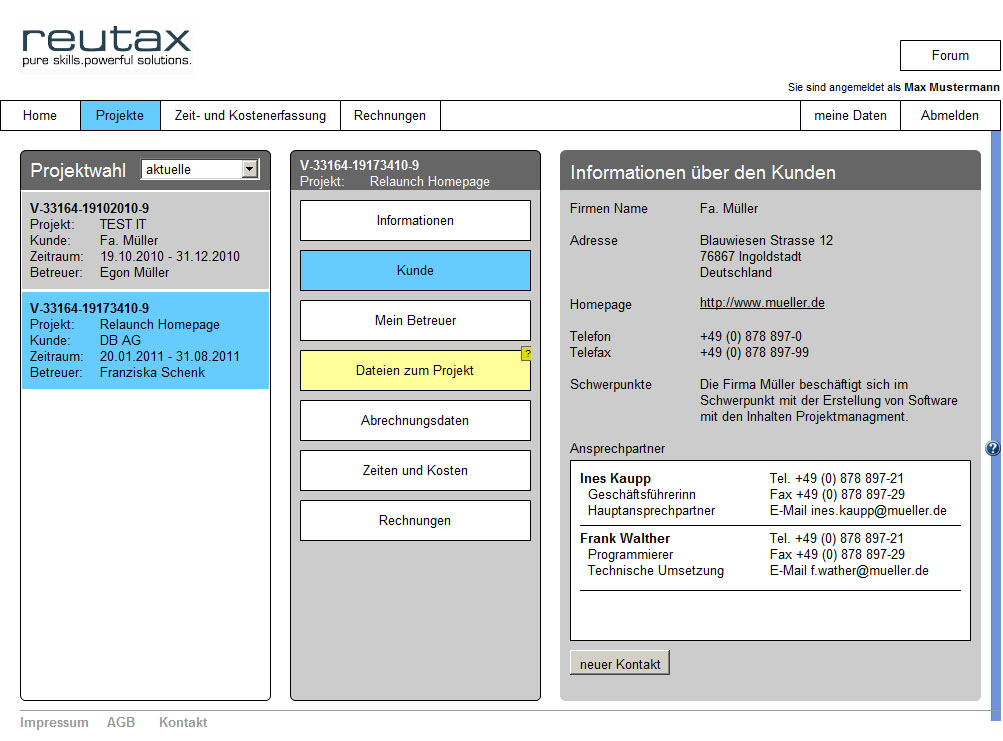 reutax
pure skills.powerful solutions.
Forum
Sie sind angemeldet als Max Mustermann
Home
Projekte
Zeit- und Kostenerfassung
Rechnungen
meine Daten
Abmelden
Projektwahl
aktuelle
V-33164-19102010-9
Projekt: TEST IT
Kunde: Fa. Müller
Zeitraum: 19.10.2010 - 31.12.2010
Betreuer: Egon Müller
V-33164-19173410-9
Projekt: Relaunch Homepage
Kunde: DB AG
Zeitraum: 20.01.2011 - 31.08.2011
Betreuer: Franziska Schenk
V-33164-19173410-9
Projekt: Relaunch Homepage
Informationen
Kunde
Mein Betreuer
?
Dateien zum Projekt
Abrechnungsdaten
Zeiten und Kosten
Rechnungen
Informationen über den Kunden
Firmen Name Fa. Müller
Adresse Blauwiesen Strasse 12
76867 Ingoldstadt
Deutschland
Homepage http://www.mueller.de
Telefon +49 (0) 878 897-0
Telefax +49 (0) 878 897-99
Schwerpunkte Die Firma Müller beschäftigt sich im
Schwerpunkt mit der Erstellung von Software
mit den Inhalten Projektmanagment.
Ansprechpartner
?
Ines Kaupp Tel. +49 (0) 878 897-21
Geschäftsführerinn Fax +49 (0) 878 897-29
Hauptansprechpartner E-Mail ines.kaupp@mueller.de
Frank Walther Tel. +49 (0) 878 897-21
Programmierer Fax +49 (0) 878 897-29
Technische Umsetzung E-Mail f.wather@mueller.de
neuer Kontakt
Impressum AGB Kontakt